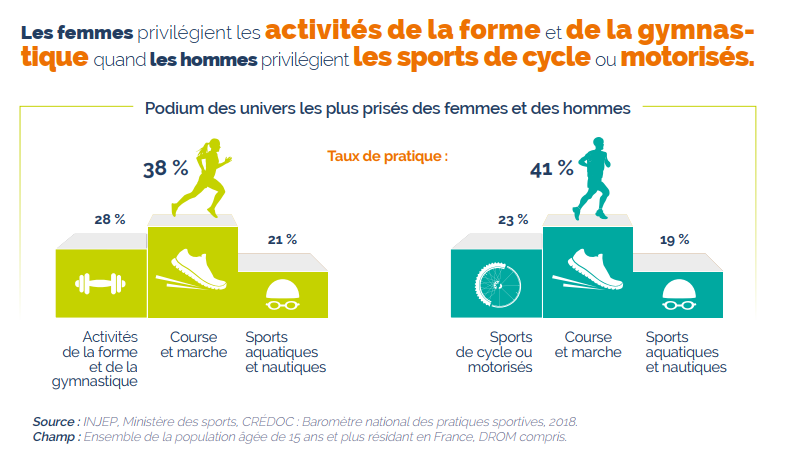 Les femmes privilégient les activités de la forme et de la gymnas-
tique quand les hommes privilégient les sports de cycle ou motorisés.
Podium des univers les plus prisés des femmes et des hommes
Taux de pratique :
38 %
28 %
21 %
Activités
de la forme
et de la
gymnastique
Course
et marche
Sports
aquatiques
et nautiques
41 %
23 %
19 %
Sports
de cycle ou
motorisés
Course
et marche
Sports
aquatiques
et nautiques
Source : INJEP, Ministère des sports, CRÉDOC : Baromètre national des pratiques sportives, 2018.
Champ : Ensemble de la population âgée de 15 ans et plus résidant en France, DROM compris.